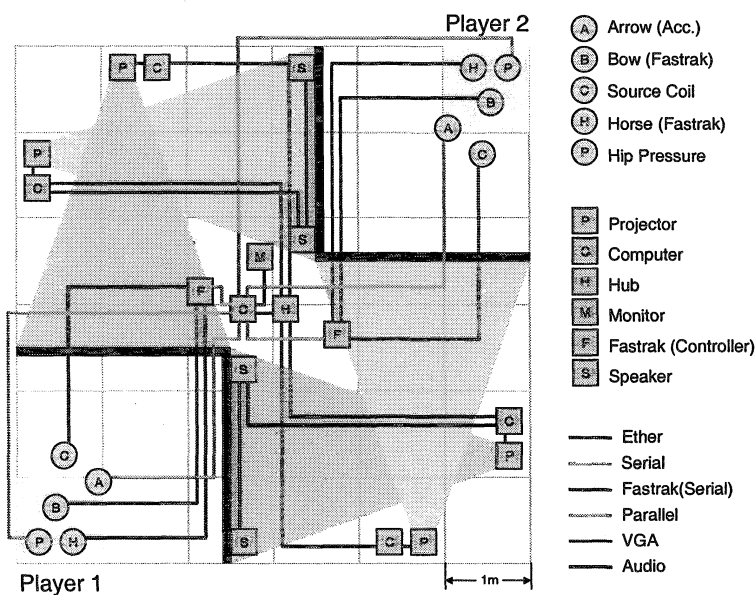 Player 2
P
C
S
H
P
B
A
C
P
C
S
M
F
C
H
F
S
C
P
C
A
B
P
H
S
C
P
Player 1
1m
A Arrow (Acc.)
B Bow (Fastrak)
C Source Coil
H Horse (Fastrak)
P Hip Pressure
P Projector
C Computer
H Hub
M Monitor
F Fastrak (Controller)
S Speaker
Ether
Serial
Fastrak(Serial)
Parallel
VGA
Audio